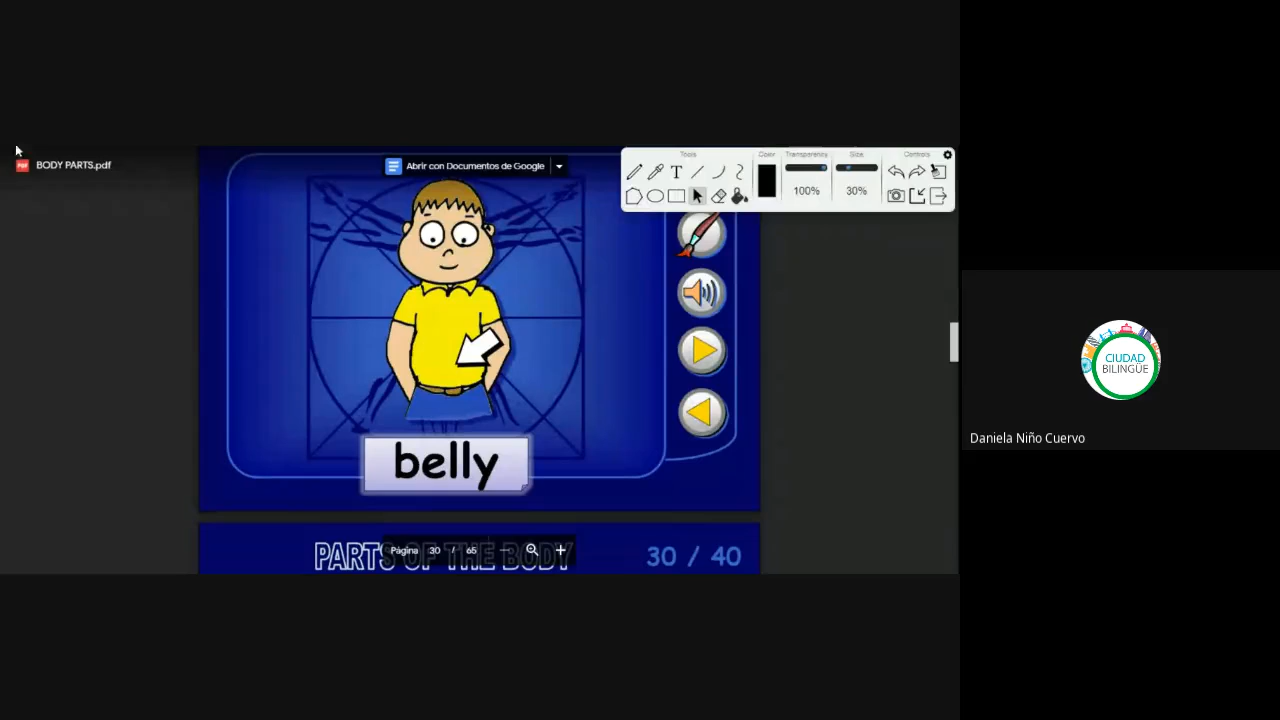 BODY PARTS.pdf
Abrir con Documentos de Google
Tools
Color
Transparency
Size
Controls
100%
30%
belly
PARTS OF THE BODY
30 / 40
Página 30 / 65
CIUDAD
BILINGÜE
Daniela Niño Cuervo